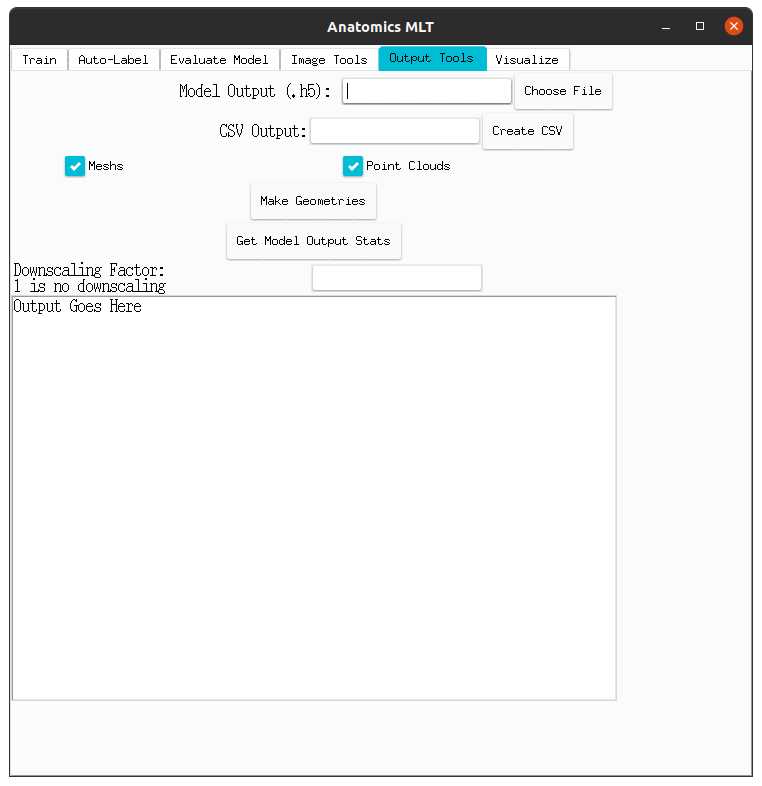 Anatomics MLT
Train Auto-Label Evaluate Model Image Tools Output Tools Visualize
Model Output (.h5): Choose File
CSV Output: Create CSV
Meshs Point Clouds
Make Geometries
Get Model Output Stats
Downscaling Factor:
1 is no downscaling
Output Goes Here